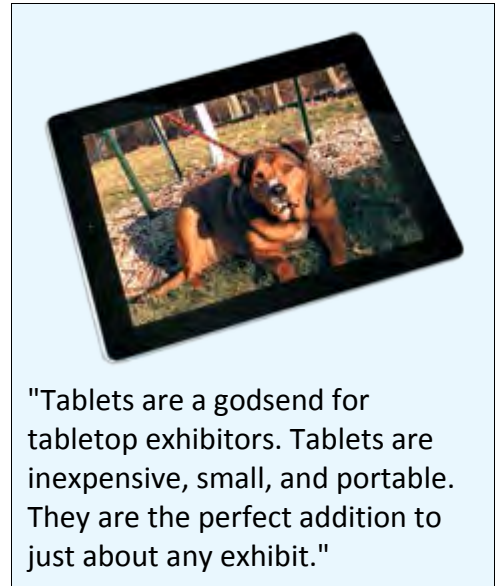 "Tablets are a godsend for
tabletop exhibitors. Tablets are
inexpensive, small, and portable.
They are the perfect addition to
just about any exhibit."